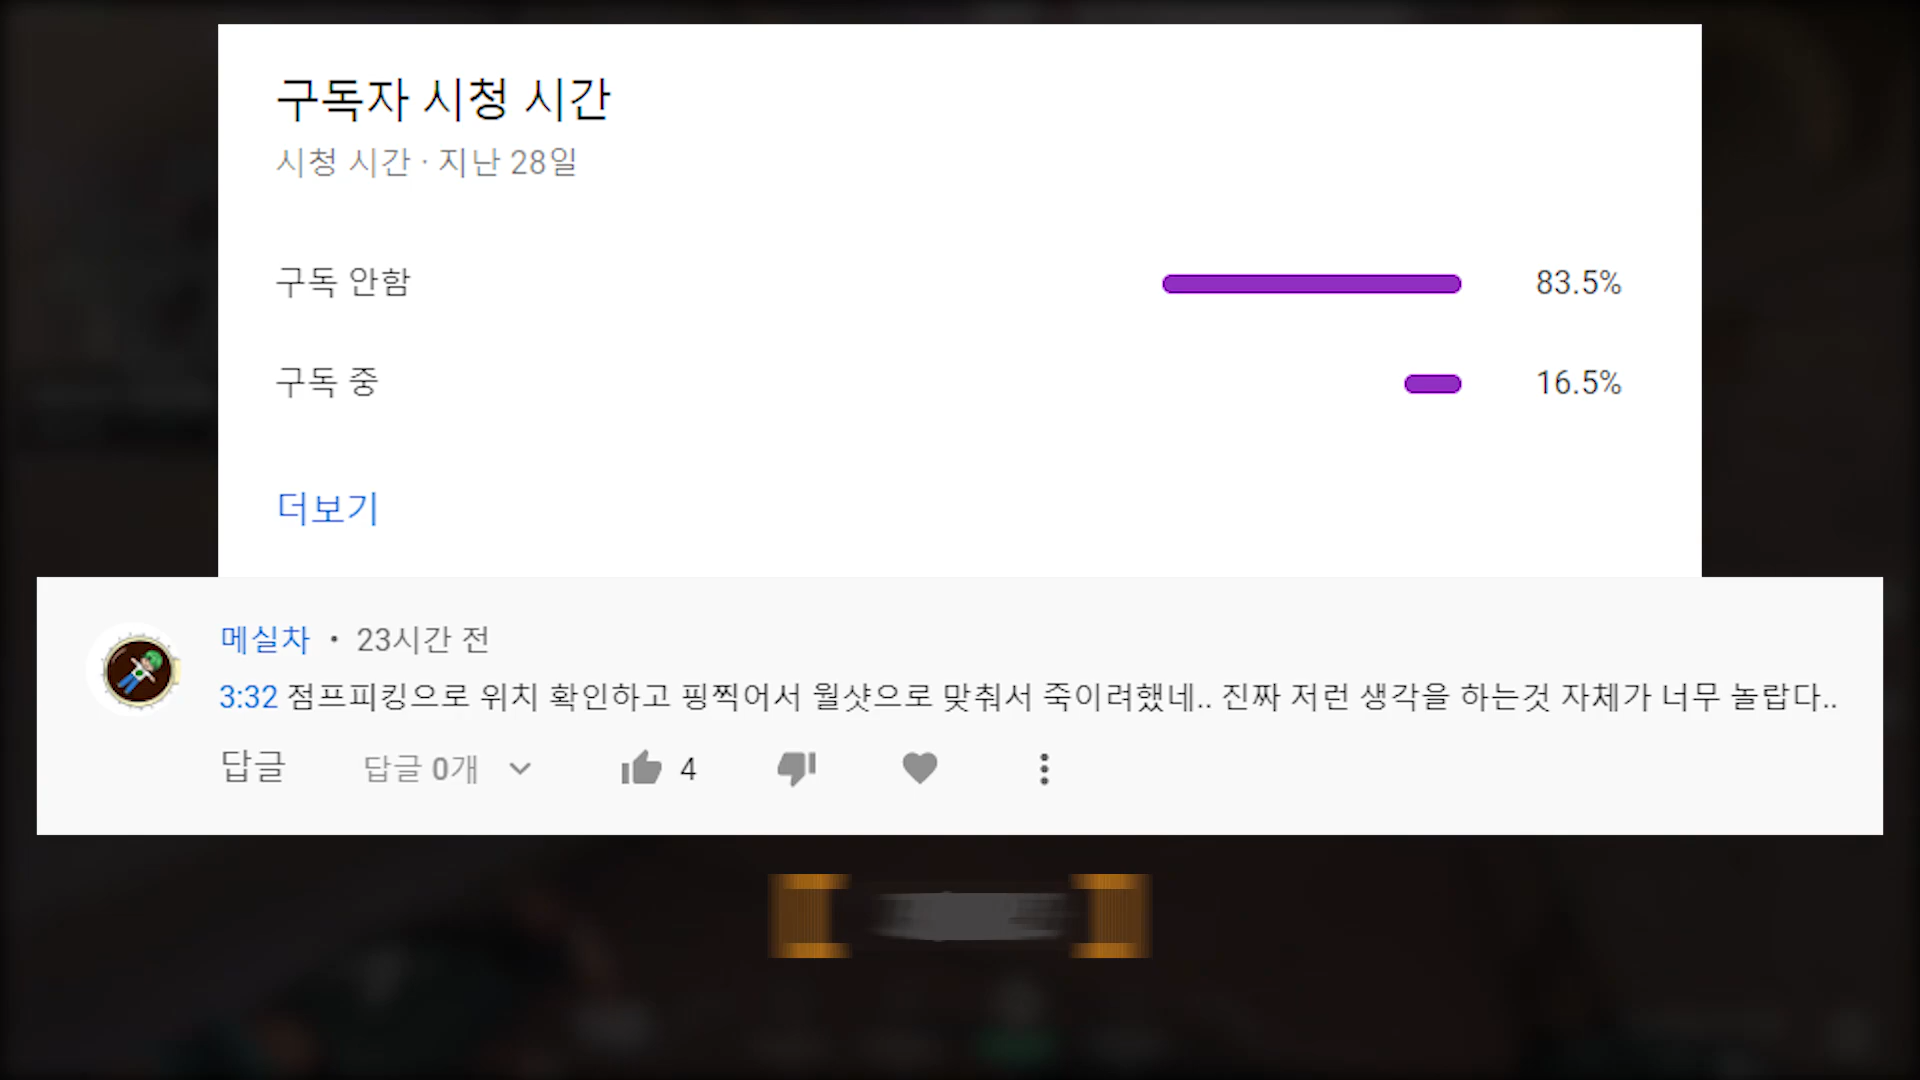 구독자 시청 시간
시청 시간 · 지난 28일
구독 안함 83.5%
구독 중 16.5%
더보기
메실차 • 23시간 전
3:32 점프피킹으로 위치 확인하고 핑찍어서 월샷으로 맞춰서 죽이려했네.. 진짜 저런 생각을 하는것 자체가 너무 놀랍다..
답글 답글 0개 4